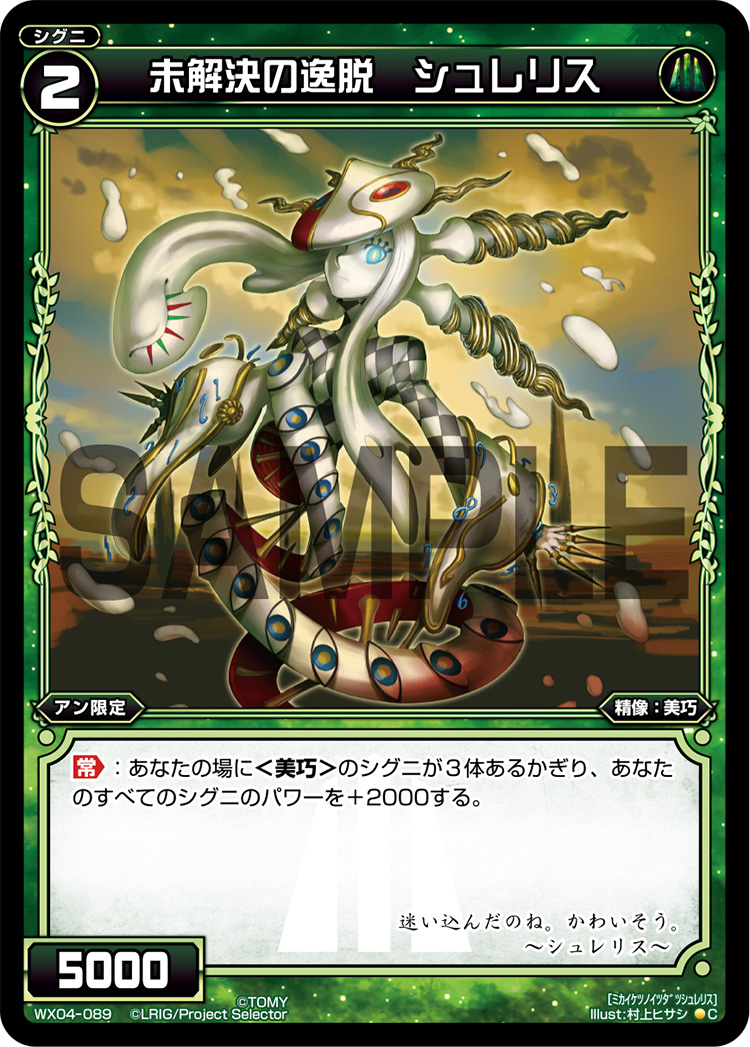 シグニ
2
未解決の逸脱　シュレリス
SAMPLE
アン限定
精像：美巧
常：あなたの場に＜美巧＞のシグニが３体あるかぎり、あなた
のすべてのシグニのパワーを＋2000する。
迷い込んだのね。かわいそう。
～シュレリス～
5000
WX04-089 ©LRIG/Project Selector
©TOMY
[ミカイケツノイツダツシュレリス]
Illust:村上ヒサシ C